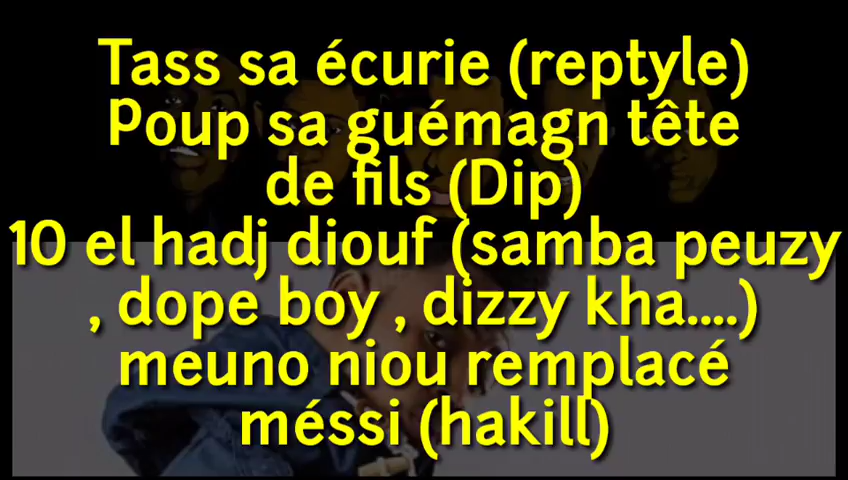 Tass sa écurie (reptyle)
Poup sa guémagn tête
de fils (Dip)
10 el hadj diouf (samba peuzy
, dope boy , dizzy kha....)
meuno niou remplacé
méssi (hakill)